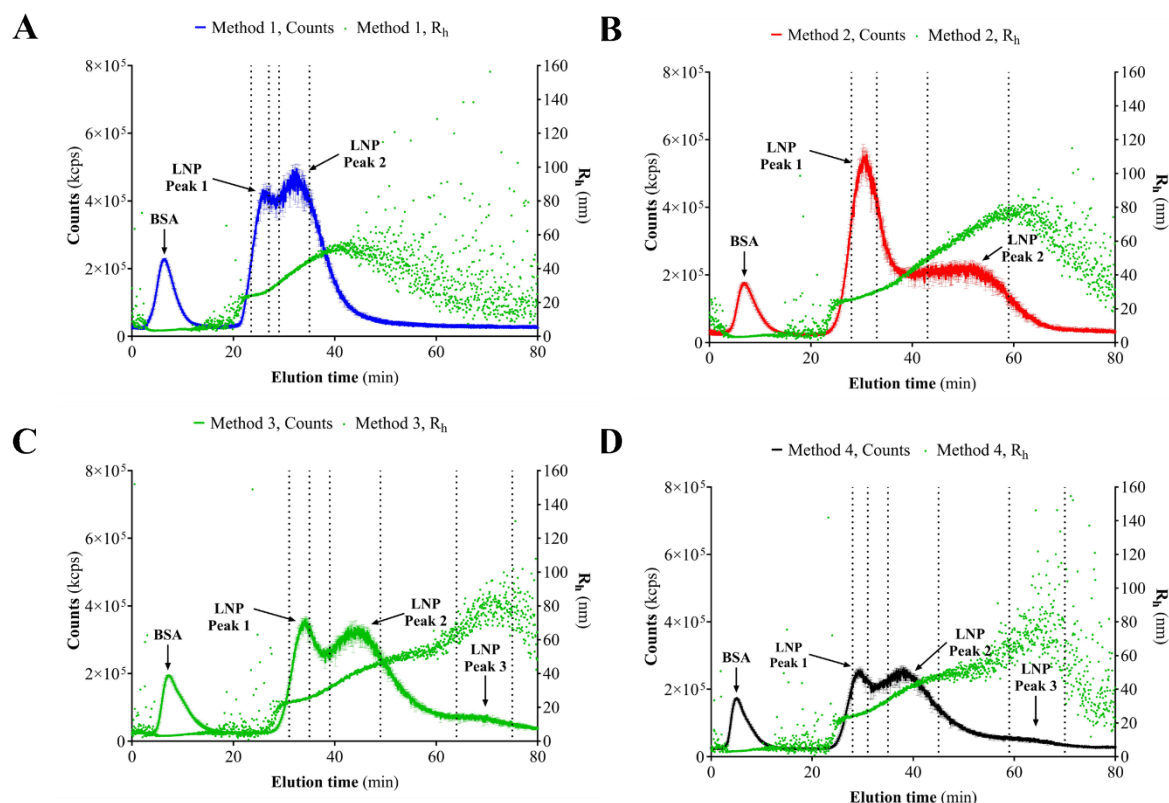 A
Method 1, Counts
Method 1, Rh
8×10⁵
6×10⁵
4×10⁵
2×10⁵
0
Counts (kcps)
160
140
120
100
80
60
40
20
0
Rh (nm)
BSA
LNP
Peak 1
LNP
Peak 2
0 20 40 60 80
Elution time (min)
B
Method 2, Counts
Method 2, Rh
8×10⁵
6×10⁵
4×10⁵
2×10⁵
0
Counts (kcps)
160
140
120
100
80
60
40
20
0
Rh (nm)
BSA
LNP
Peak 1
LNP
Peak 2
0 20 40 60 80
Elution time (min)
C
Method 3, Counts
Method 3, Rh
8×10⁵
6×10⁵
4×10⁵
2×10⁵
0
Counts (kcps)
160
140
120
100
80
60
40
20
0
Rh (nm)
BSA
LNP
Peak 1
LNP
Peak 2
LNP
Peak 3
0 20 40 60 80
Elution time (min)
D
Method 4, Counts
Method 4, Rh
8×10⁵
6×10⁵
4×10⁵
2×10⁵
0
Counts (kcps)
160
140
120
100
80
60
40
20
0
Rh (nm)
BSA
LNP
Peak 1
LNP
Peak 2
LNP
Peak 3
0 20 40 60 80
Elution time (min)